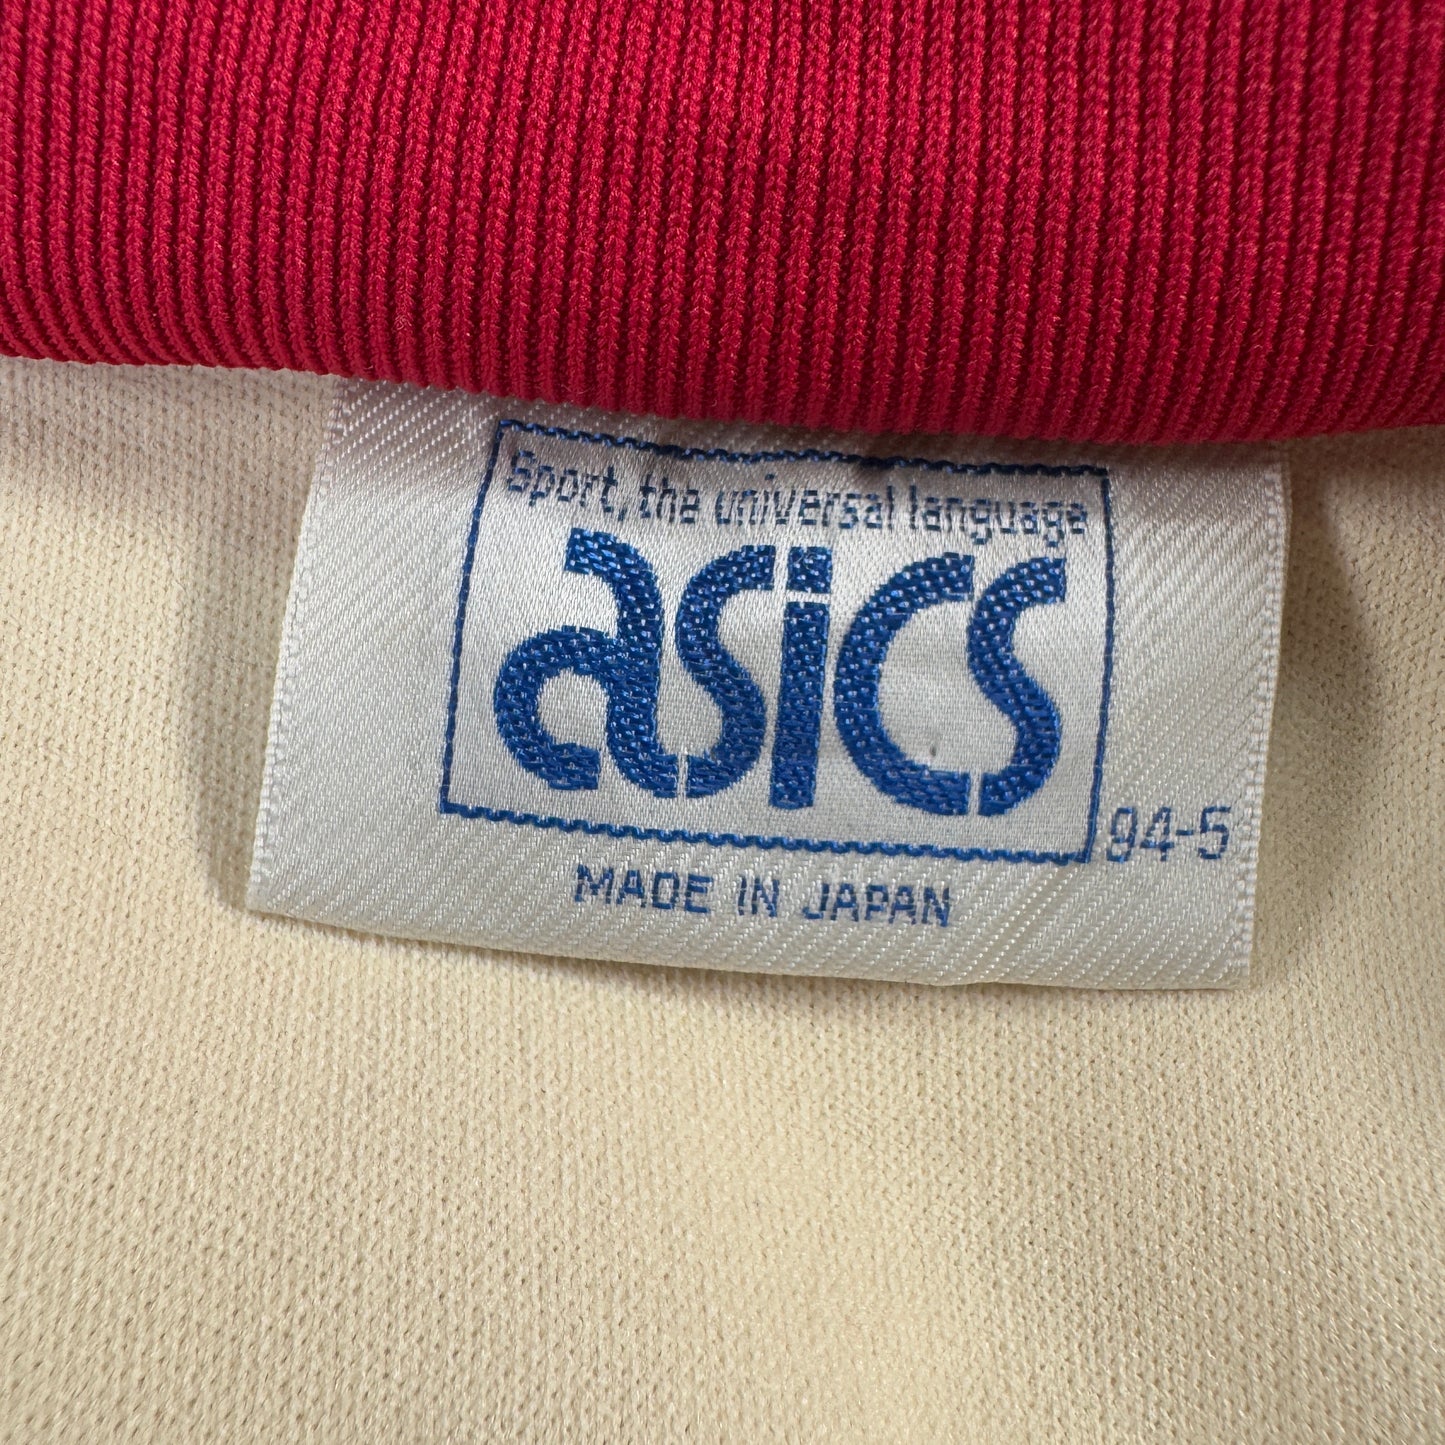 Sport, the universal language
asics
94-5
MADE IN JAPAN